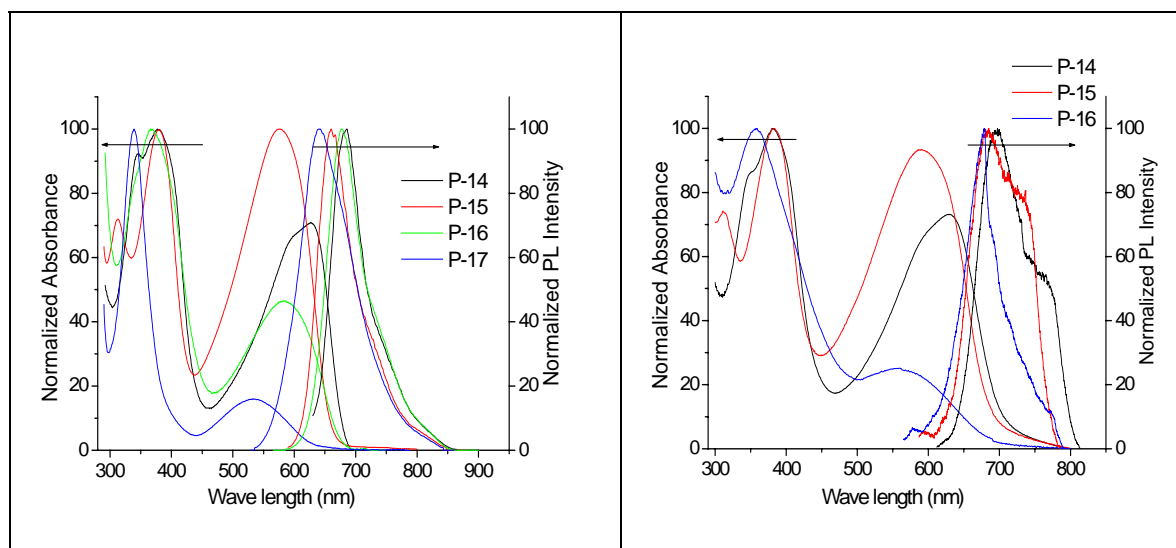 P-14
P-15
P-16
P-17
100
80
60
40
20
0
100
80
60
40
20
0
300 400 500 600 700 800 900
Normalized Absorbance
Normalized PL Intensity
Wave length (nm)
P-14
P-15
P-16
100
80
60
40
20
0
100
80
60
40
20
0
300 400 500 600 700 800
Normalized Absorbance
Normalized PL Intensity
Wave length (nm)